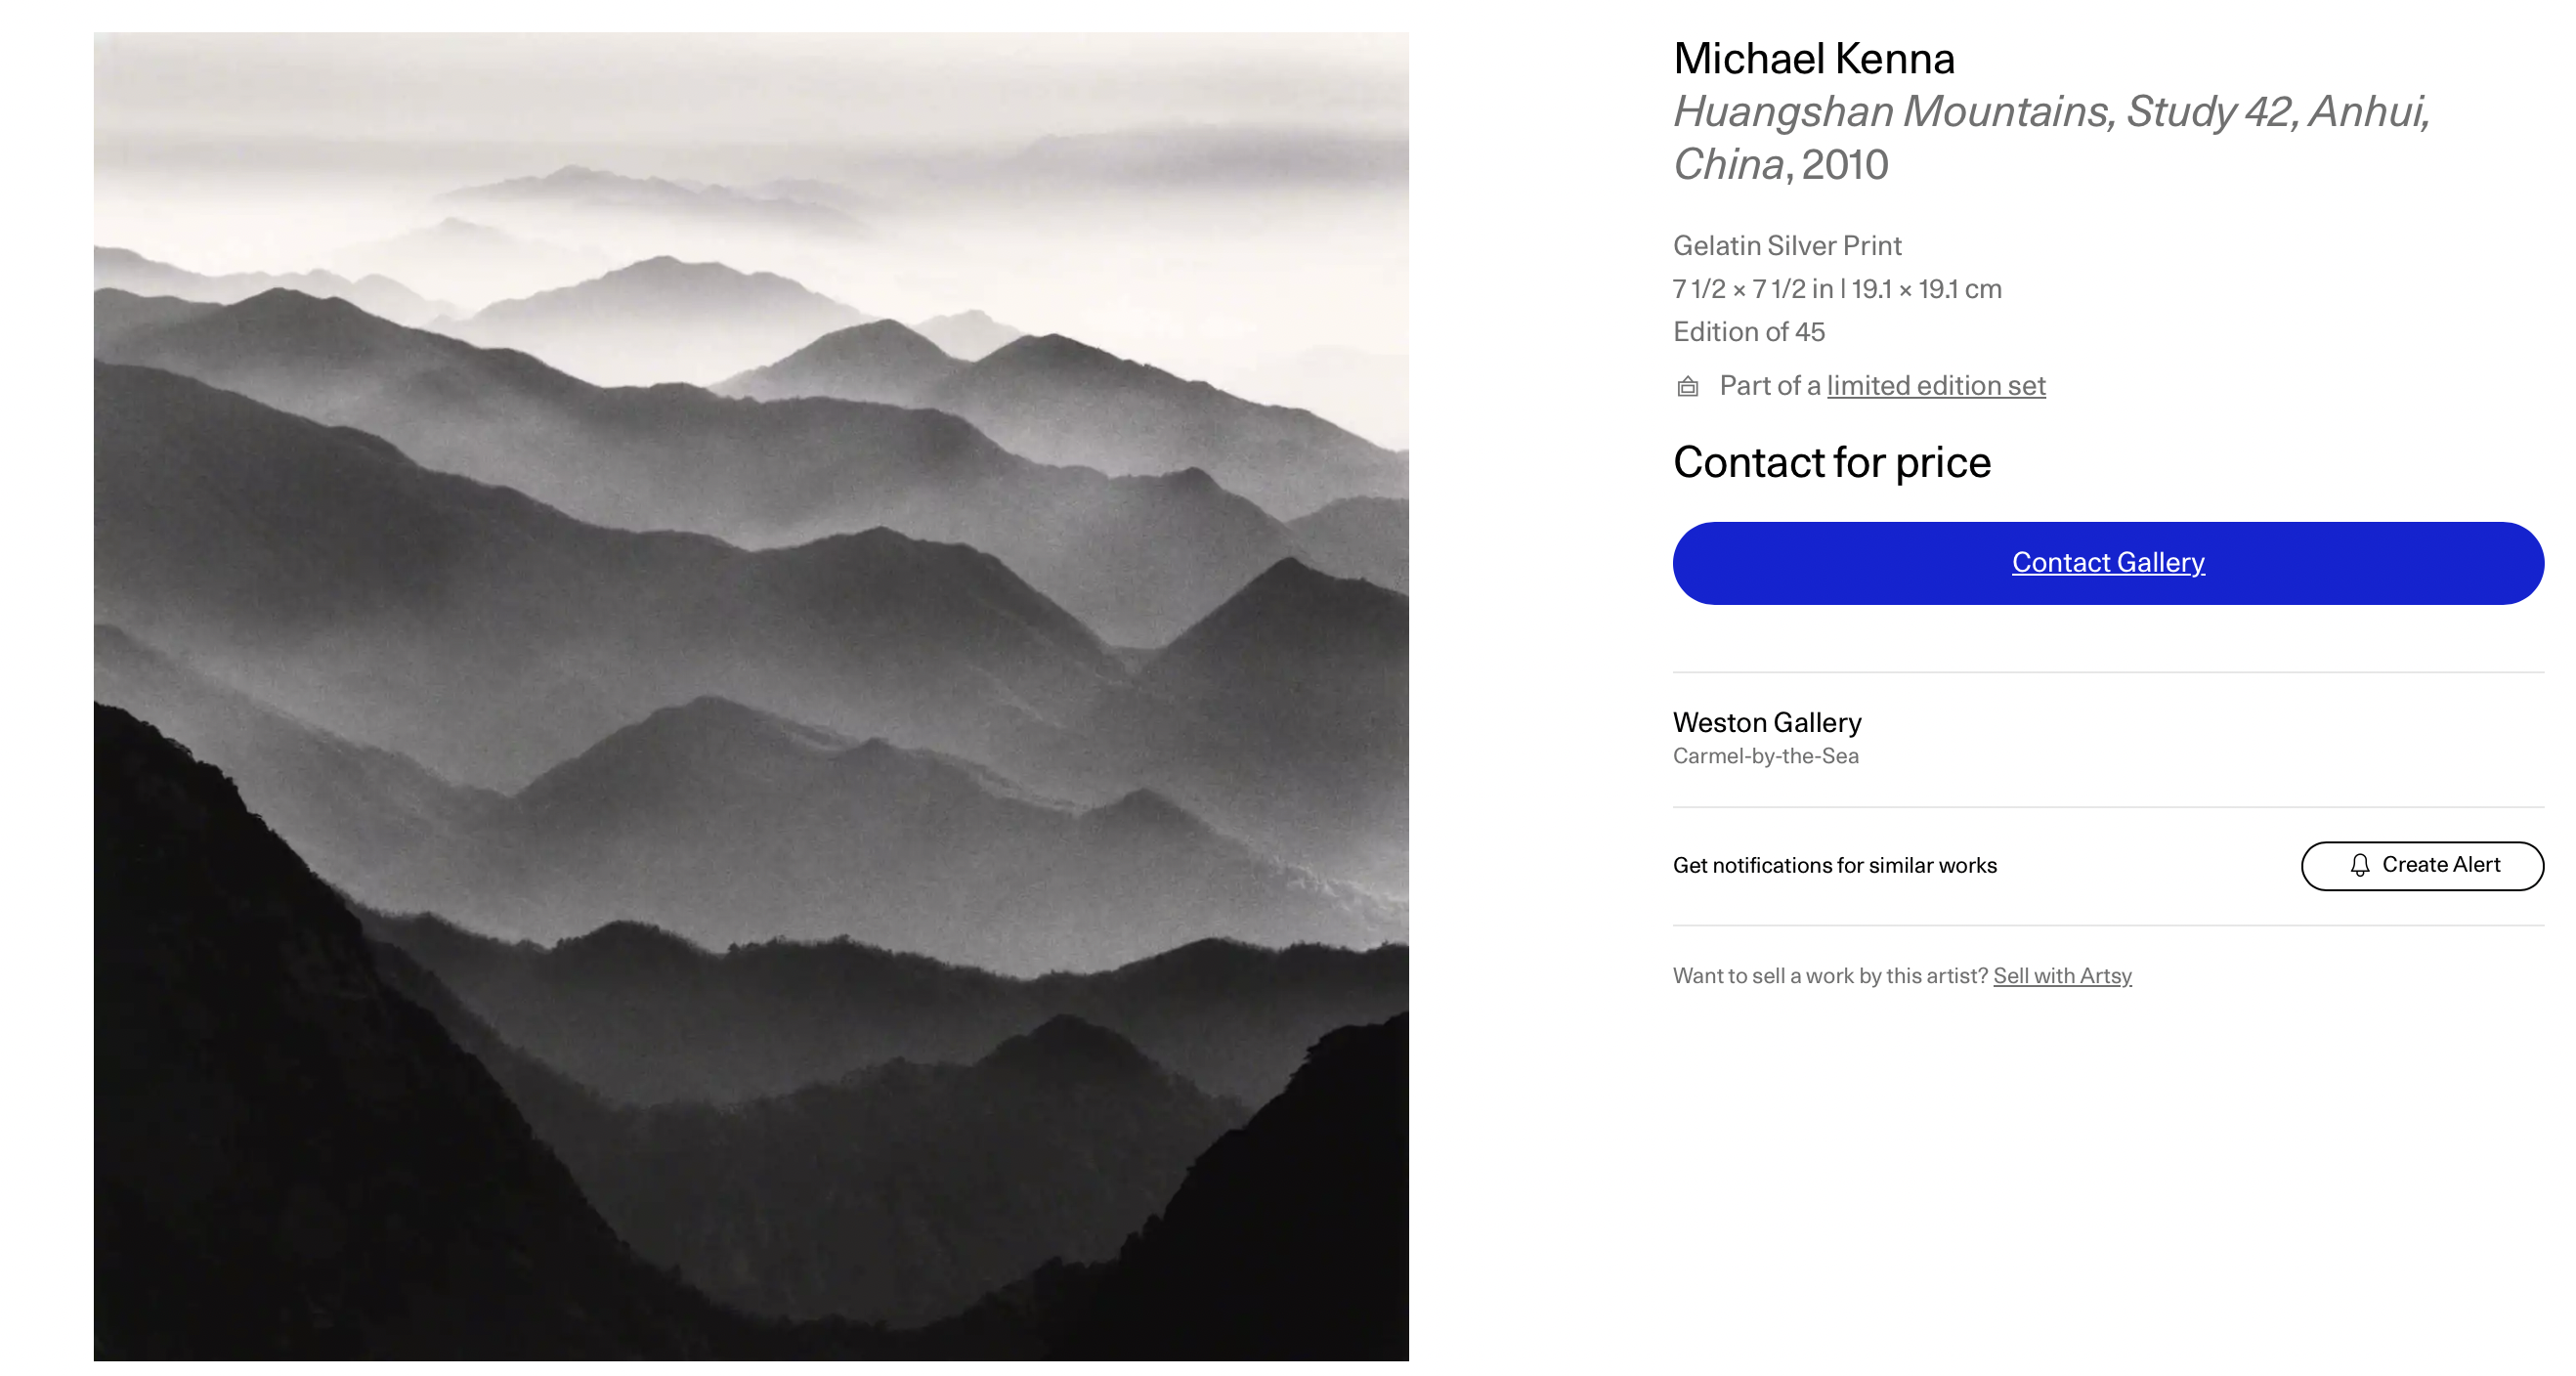 Michael Kenna
Huangshan Mountains, Study 42, Anhui,
China, 2010
Gelatin Silver Print
7 1/2 × 7 1/2 in | 19.1 × 19.1 cm
Edition of 45
Part of a limited edition set
Contact for price
Contact Gallery
Weston Gallery
Carmel-by-the-Sea
Get notifications for similar works
Create Alert
Want to sell a work by this artist? Sell with Artsy